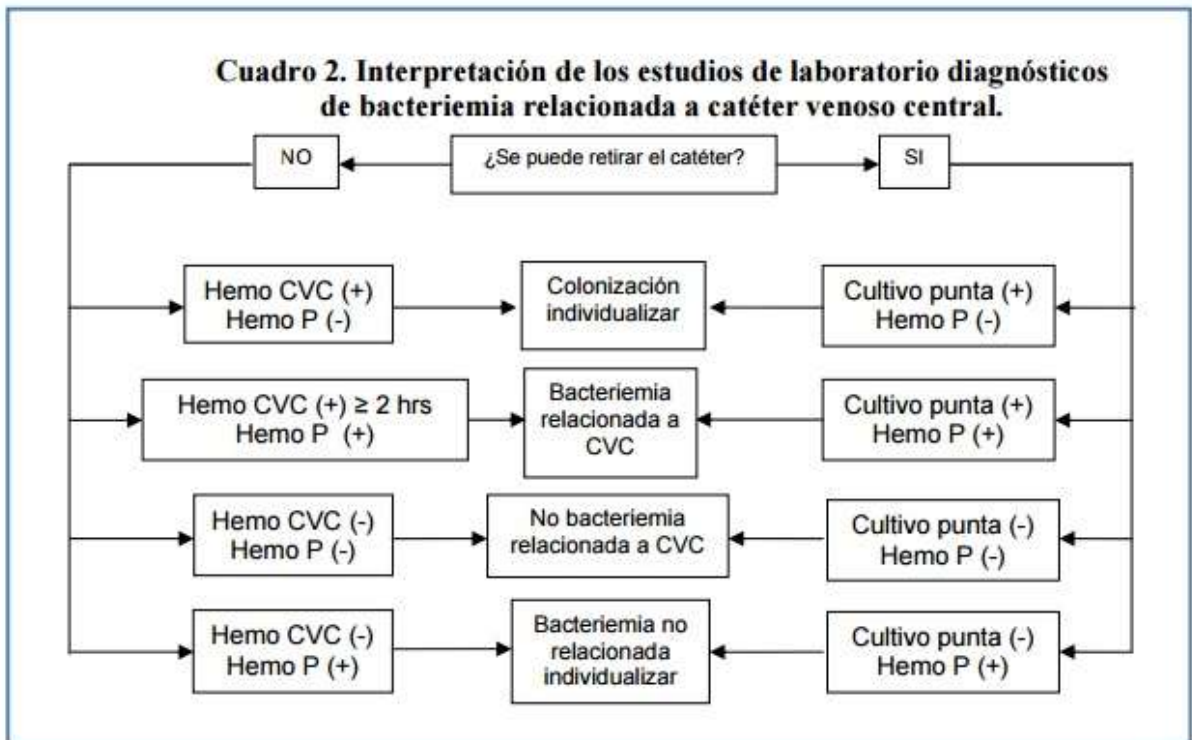 Cuadro 2. Interpretación de los estudios de laboratorio diagnósticos
de bacteriemia relacionada a catéter venoso central.
NO
¿Se puede retirar el catéter?
SI
Hemo CVC (+)
Hemo P (-)
Colonización
individualizar
Cultivo punta (+)
Hemo P (-)
Hemo CVC (+) ≥ 2 hrs
Hemo P (+)
Bacteriemia
relacionada a
CVC
Cultivo punta (+)
Hemo P (+)
Hemo CVC (-)
Hemo P (-)
No bacteriemia
relacionada a CVC
Cultivo punta (-)
Hemo P (-)
Hemo CVC (-)
Hemo P (+)
Bacteriemia no
relacionada
individualizar
Cultivo punta (-)
Hemo P (+)